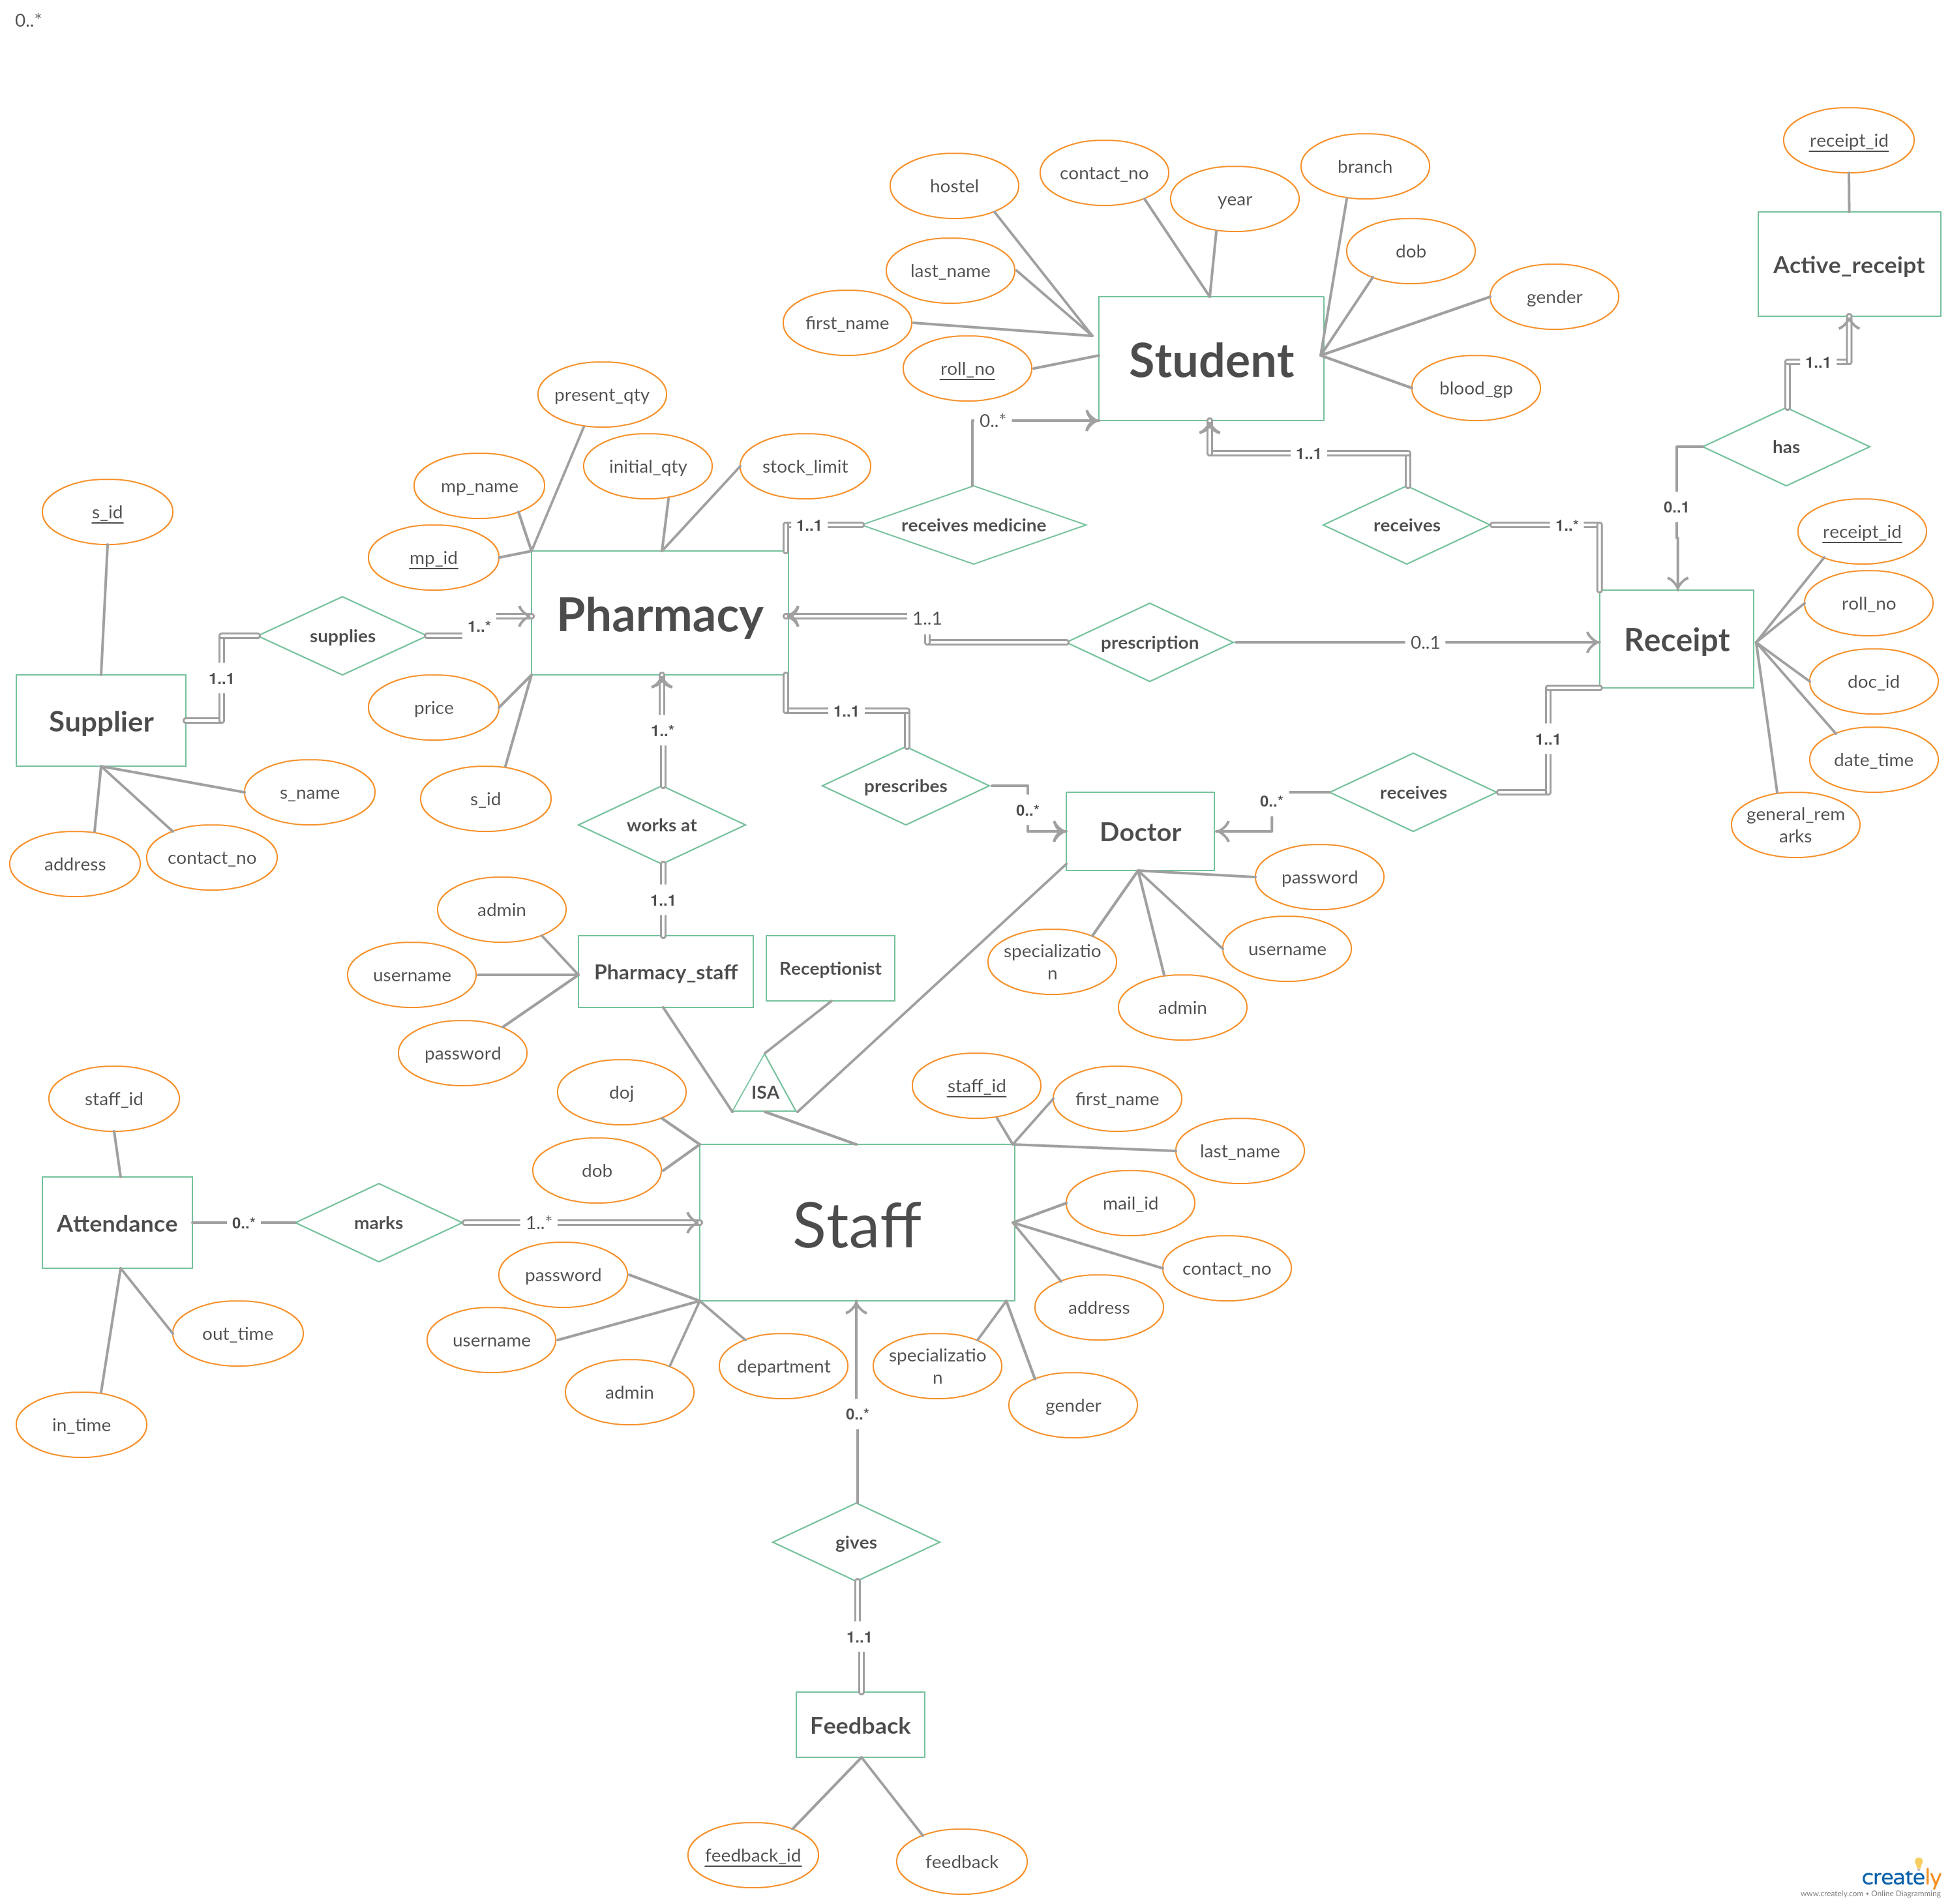 0..*
receipt_id
branch
contact_no
hostel
year
dob
last_name
Active_receipt
gender
first_name
Student
roll_no
blood_gp
1..1
present_qty
0..*
has
1..1
initial_qty
stock_limit
mp_name
0..1
s_id
1..1
receives medicine
receives
1..*
receipt_id
mp_id
roll_no
Pharmacy
1..1
supplies
1..*
prescription
0..1
Receipt
1..1
doc_id
price
Supplier
1..*
1..1
1..1
date_time
s_name
s_id
prescribes
receives
0..*
0..*
general_rem
arks
works at
Doctor
address
contact_no
password
1..1
admin
specializatio
n
username
username
Pharmacy_staff
Receptionist
admin
password
staff_id
doj
ISA
staff_id
first_name
last_name
dob
mail_id
Attendance
0..*
marks
1..*
Staff
password
contact_no
address
out_time
username
department
specializatio
n
admin
gender
0..*
in_time
gives
1..1
Feedback
feedback_id
feedback
creately
www.creately.com • Online Diagramming